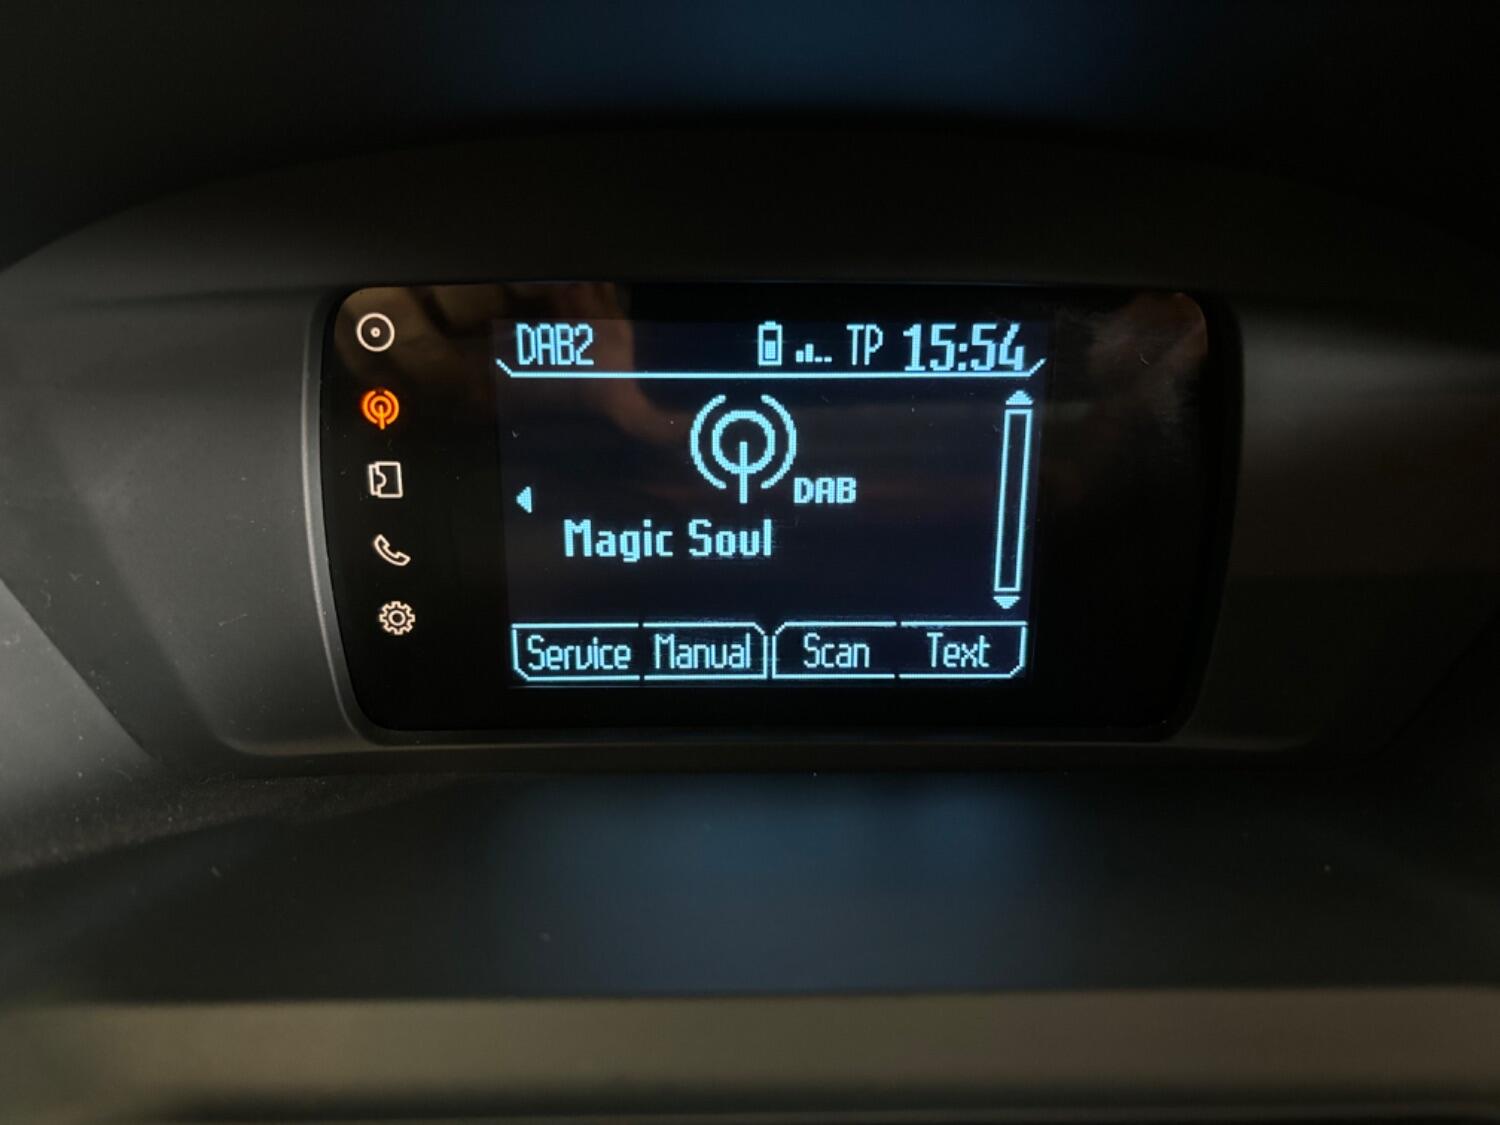 DAB2 TP 15:54
DAB
Magic Soul
Service Manual Scan Text